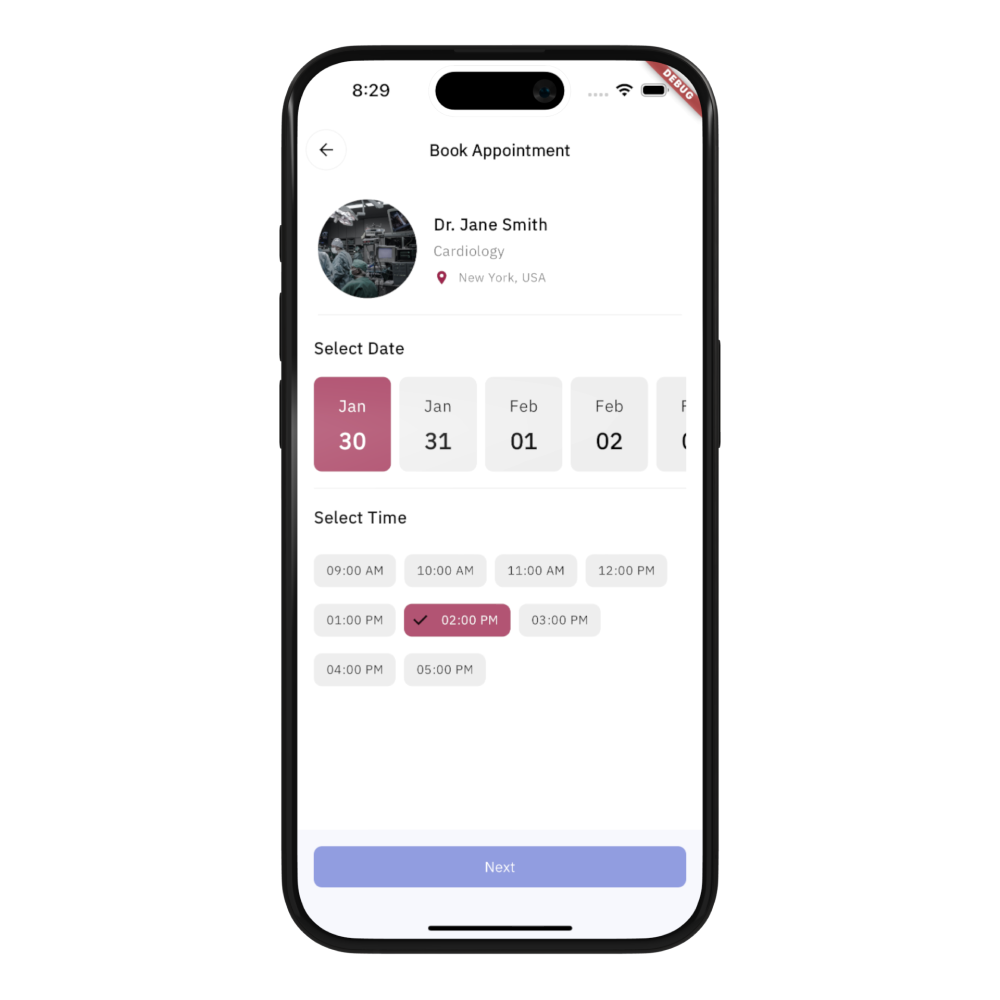 8:29
DEBUG
Book Appointment
Dr. Jane Smith
Cardiology
New York, USA
Select Date
Jan Jan Feb Feb
30 31 01 02
Select Time
09:00 AM 10:00 AM 11:00 AM 12:00 PM
01:00 PM 02:00 PM 03:00 PM
04:00 PM 05:00 PM
Next